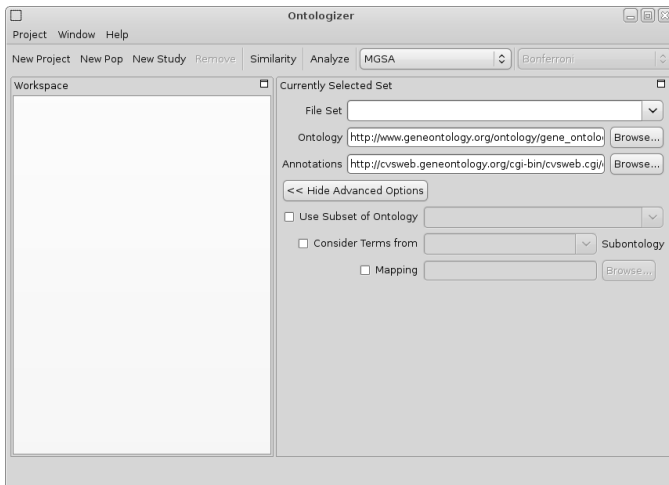 Ontologizer
Project Window Help
New Project New Pop New Study Remove Similarity Analyze MGSA Bonferroni
Workspace
Currently Selected Set
File Set
Ontology http://www.geneontology.org/ontology/gene_ontolo Browse...
Annotations http://cvsweb.geneontology.org/cgi-bin/cvsweb.cgi/ Browse...
<< Hide Advanced Options
Use Subset of Ontology
Consider Terms from Subontology
Mapping Browse...